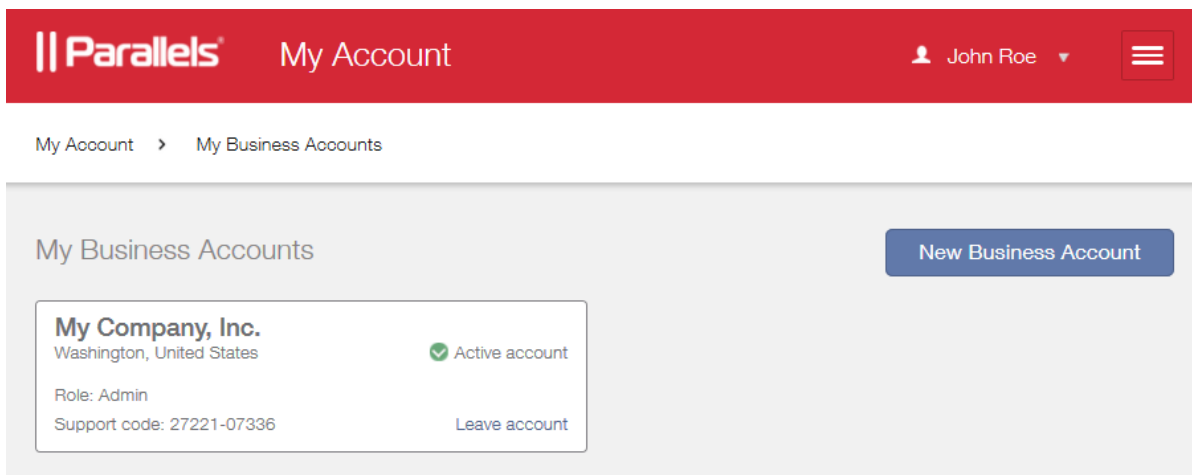 || Parallels® My Account John Roe
My Account > My Business Accounts
My Business Accounts New Business Account
My Company, Inc.
Washington, United States Active account
Role: Admin
Support code: 27221-07336 Leave account